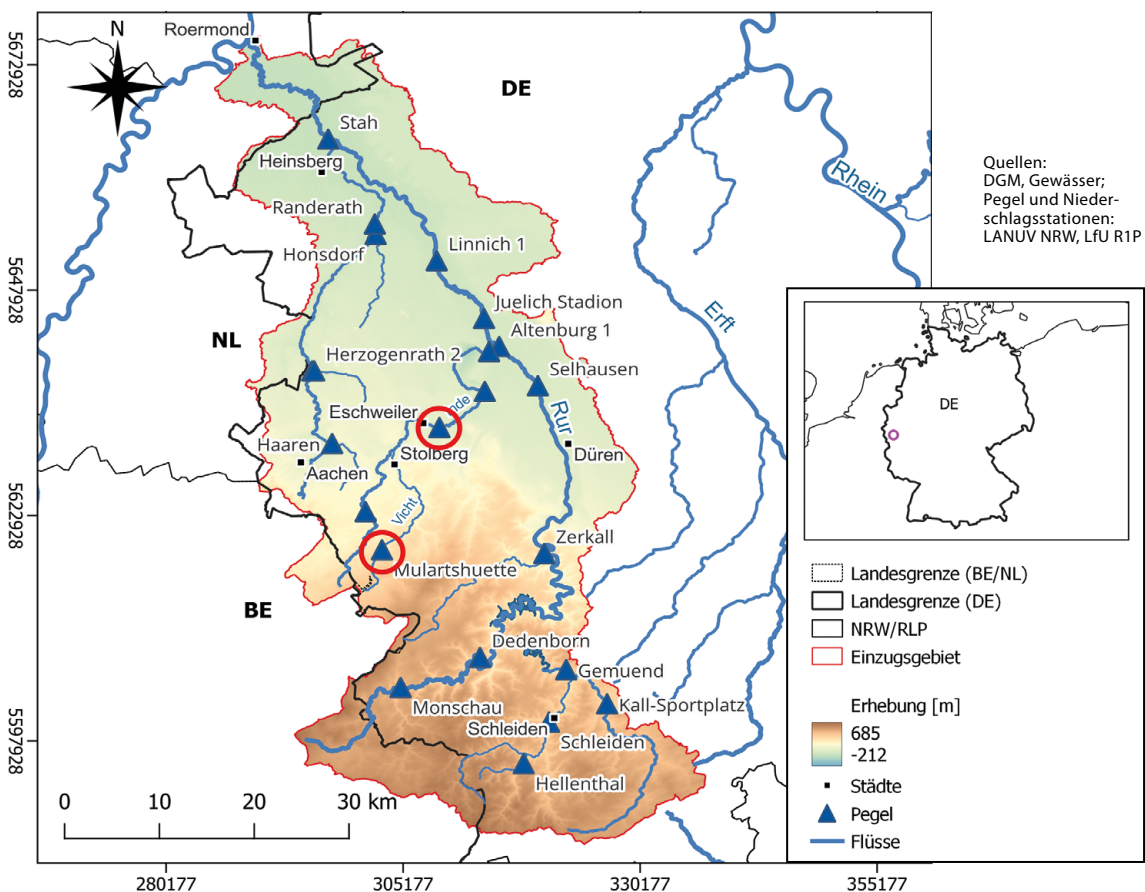 N
Roermond
5672928
DE
Stah
Heinsberg
Rhein
Quellen:
DGM, Gewässer;
Pegel und Nieder-
schlagsstationen:
LANUV NRW, LfU R1P
Randerath
Honsdorf
Linnich 1
5647928
Juelich Stadion
Altenburg 1
Erft
NL
Herzogenrath 2
Selhausen
Eschweiler
nde
Rur
DE
Haaren
Stolberg
Düren
Aachen
5622928
Vicht
Zerkall
Mulartshuette
BE
Landesgrenze (BE/NL)
Landesgrenze (DE)
NRW/RLP
Einzugsgebiet
Dedenborn
Gemuend
Monschau
Kall-Sportplatz
Schleiden
Schleiden
5597928
Hellenthal
Erhebung [m]
685
-212
Städte
Pegel
Flüsse
0 10 20 30 km
280177 305177 330177 355177